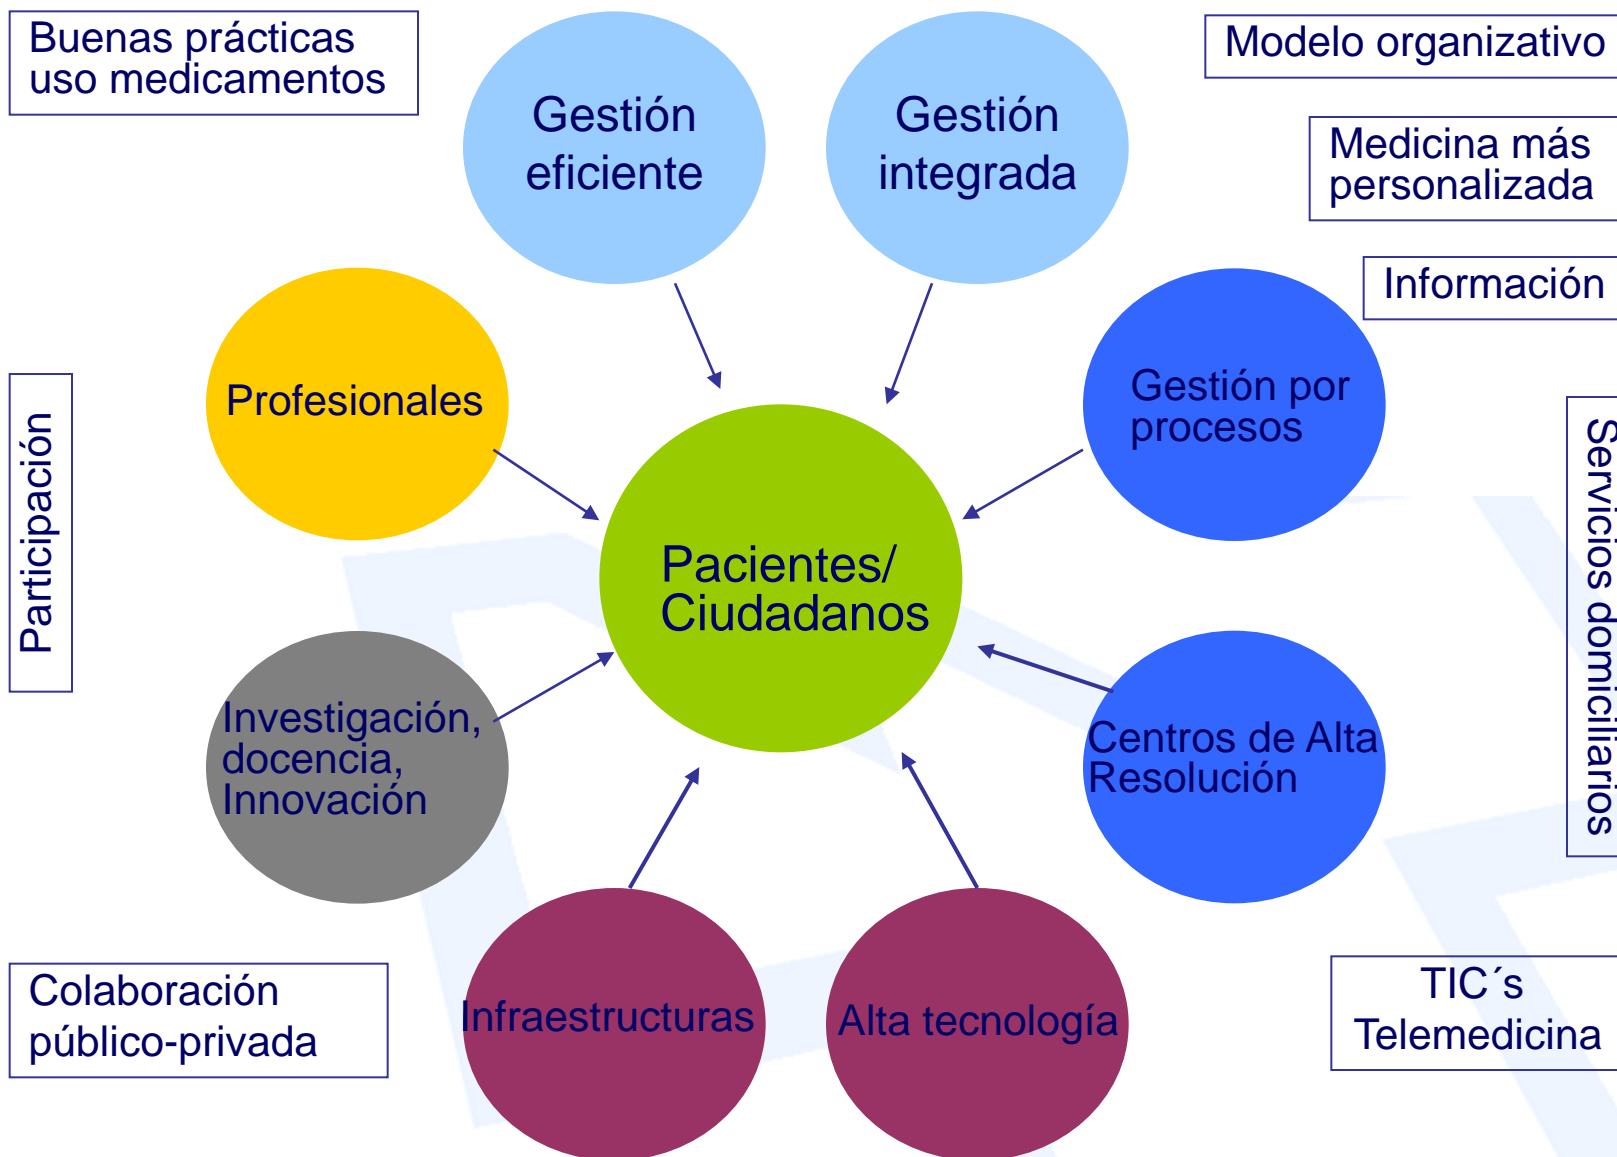 Buenas prácticas
uso medicamentos
Gestión
eficiente
Gestión
integrada
Modelo organizativo
Medicina más
personalizada
Información
Profesionales
Gestión por
procesos
Participación
Servicios domiciliarios
Pacientes/
Ciudadanos
Investigación,
docencia,
Innovación
Centros de Alta
Resolución
Colaboración
público-privada
Infraestructuras
Alta tecnología
TIC´s
Telemedicina